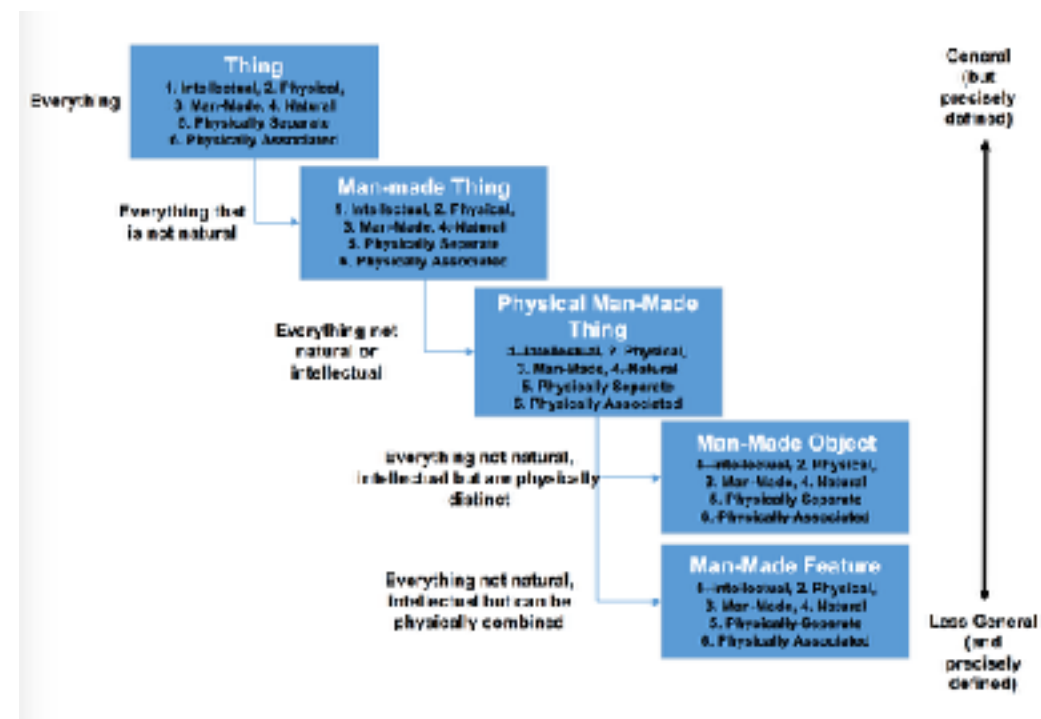 Thing
1. Intellectual, 2. Physical,
3. Man-Made, 4. Natural
5. Physically Separate
6. Physically Associated
Everything
General
(but
precisely
defined)
Man-made Thing
1. Intellectual, 2. Physical,
3. Man-Made, 4. Natural
5. Physically Separate
6. Physically Associated
Everything that
is not natural
Physical Man-Made
Thing
1. Intellectual, 2. Physical,
3. Man-Made, 4. Natural
5. Physically Separate
6. Physically Associated
Everything not
natural or
intellectual
Man-Made Object
1. Intellectual, 2. Physical,
3. Man-Made, 4. Natural
5. Physically Separate
6. Physically Associated
Everything not natural,
intellectual but are physically
distinct
Man-Made Feature
1. Intellectual, 2. Physical,
3. Man-Made, 4. Natural
5. Physically Separate
6. Physically Associated
Everything not natural,
intellectual but can be
physically combined
Less General
(and
precisely
defined)